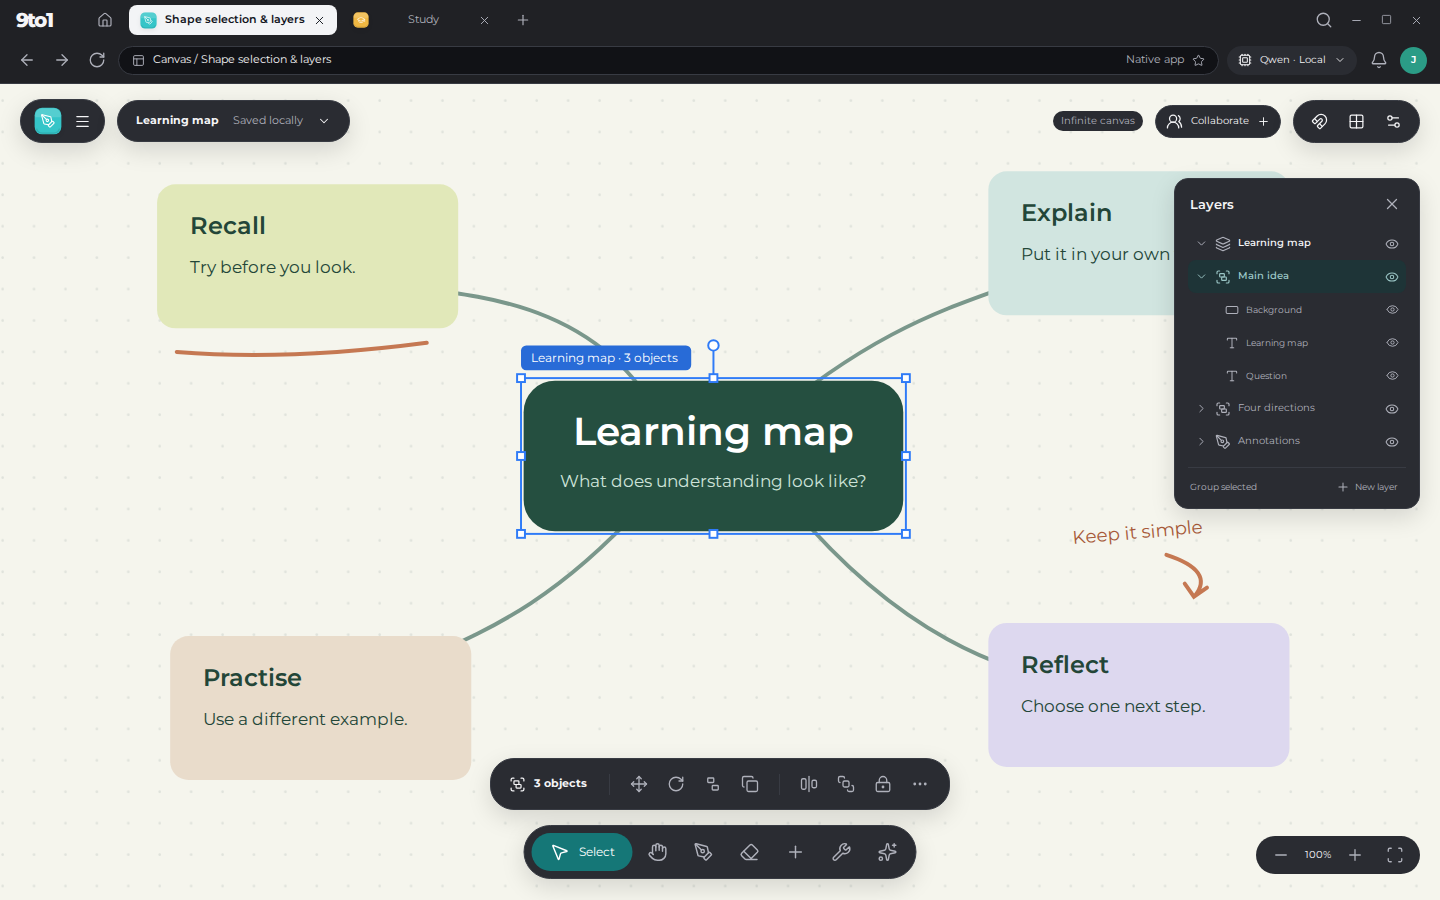 9to1
Shape selection & layers
Study
Canvas / Shape selection & layers
Native app
Qwen · Local
J
Learning map
Saved locally
Infinite canvas
Collaborate
Recall
Try before you look.
Explain
Put it in your own
Layers
Learning map
Main idea
Background
Learning map
Question
Four directions
Annotations
Group selected
New layer
Learning map · 3 objects
Learning map
What does understanding look like?
Keep it simple
Practise
Use a different example.
Reflect
Choose one next step.
3 objects
Select
100%